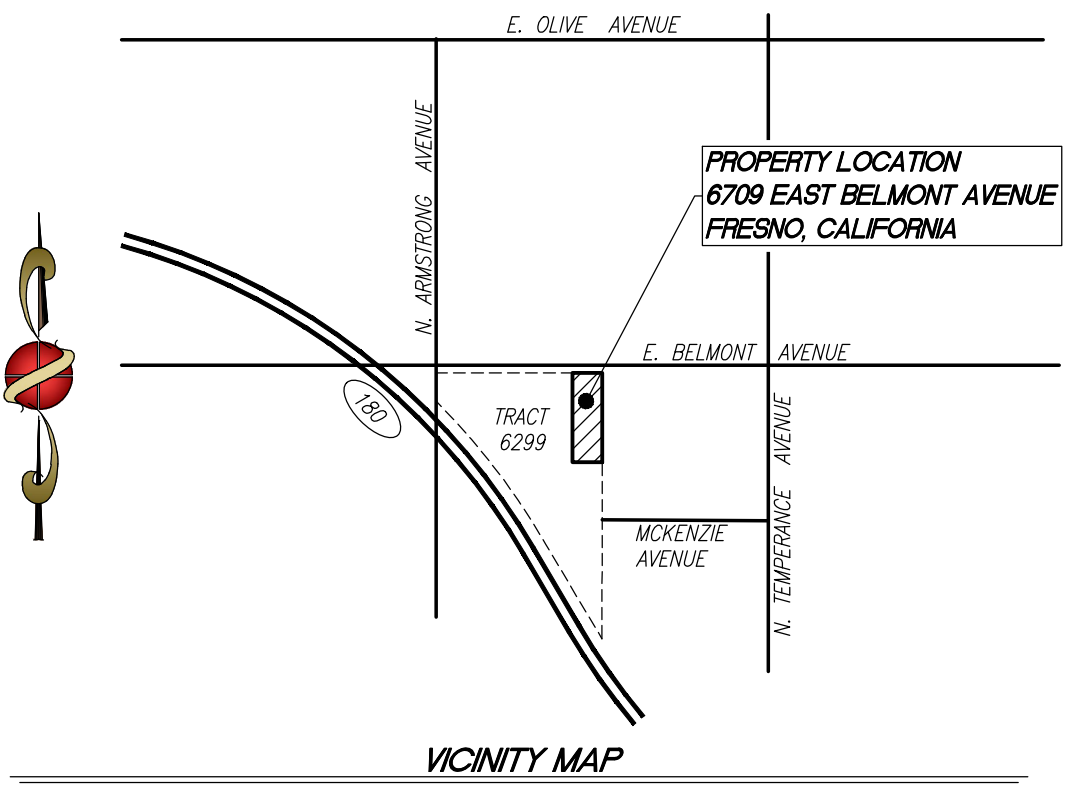 E. OLIVE AVENUE
N. ARMSTRONG AVENUE
PROPERTY LOCATION
6709 EAST BELMONT AVENUE
FRESNO, CALIFORNIA
E. BELMONT AVENUE
180
TRACT
6299
MCKENZIE
AVENUE
N. TEMPERANCE AVENUE
VICINITY MAP